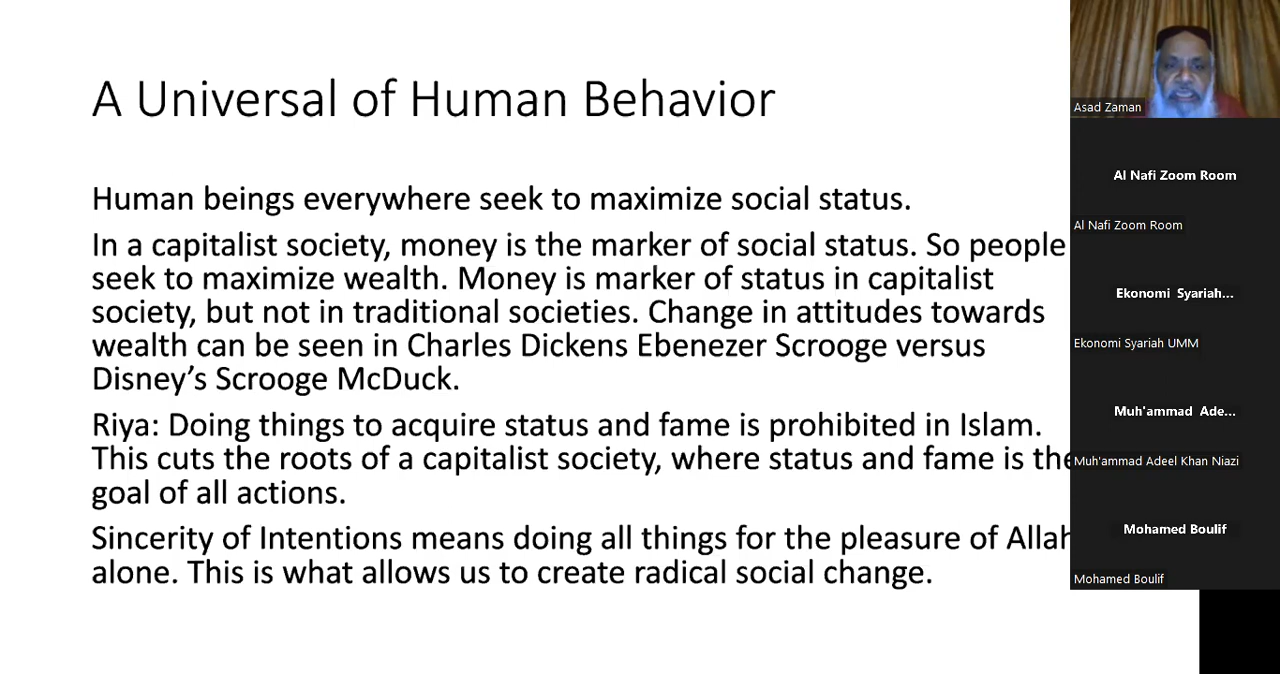 A Universal of Human Behavior
Human beings everywhere seek to maximize social status.
In a capitalist society, money is the marker of social status. So people
seek to maximize wealth. Money is marker of status in capitalist
society, but not in traditional societies. Change in attitudes towards
wealth can be seen in Charles Dickens Ebenezer Scrooge versus
Disney's Scrooge McDuck.
Riya: Doing things to acquire status and fame is prohibited in Islam.
This cuts the roots of a capitalist society, where status and fame is the
goal of all actions.
Sincerity of Intentions means doing all things for the pleasure of Allah
alone. This is what allows us to create radical social change.
Asad Zaman
Al Nafi Zoom Room
Al Nafi Zoom Room
Ekonomi Syariah...
Ekonomi Syariah UMM
Muh'ammad Ade...
Muh'ammad Adeel Khan Niazi
Mohamed Boulif
Mohamed Boulif